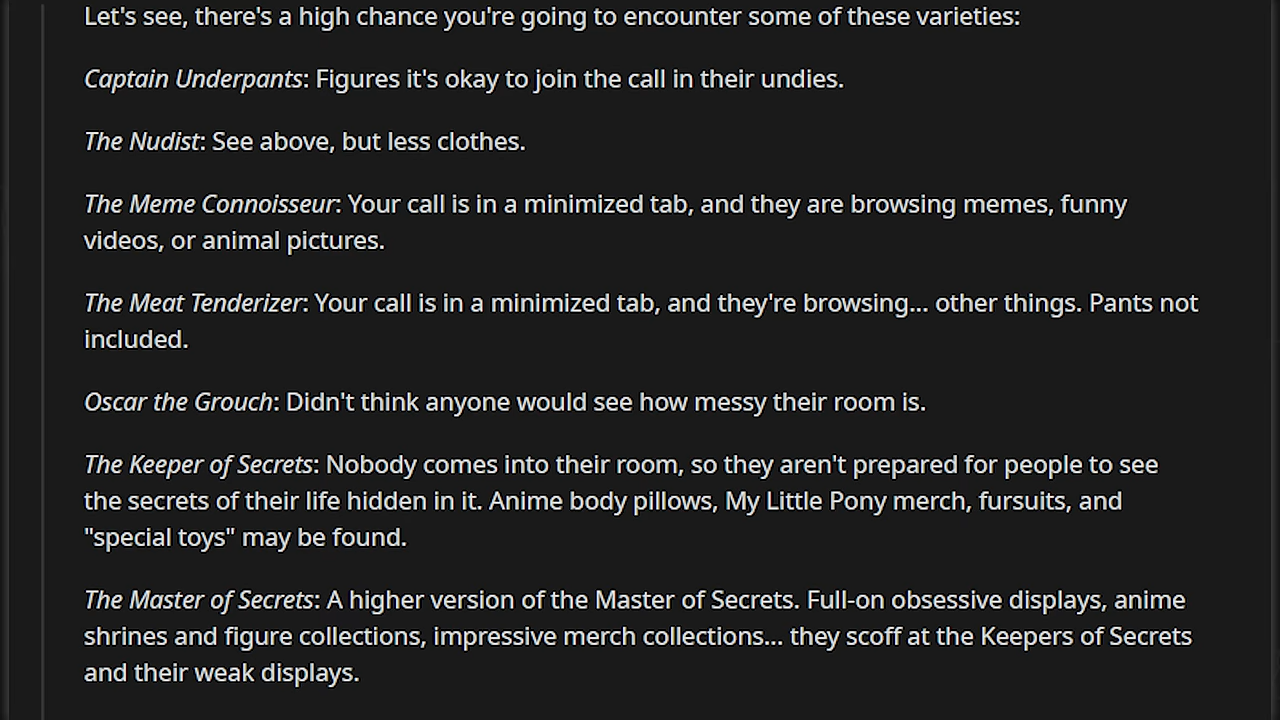 Let's see, there's a high chance you're going to encounter some of these varieties:
Captain Underpants: Figures it's okay to join the call in their undies.
The Nudist: See above, but less clothes.
The Meme Connoisseur: Your call is in a minimized tab, and they are browsing memes, funny
videos, or animal pictures.
The Meat Tenderizer: Your call is in a minimized tab, and they're browsing... other things. Pants not
included.
Oscar the Grouch: Didn't think anyone would see how messy their room is.
The Keeper of Secrets: Nobody comes into their room, so they aren't prepared for people to see
the secrets of their life hidden in it. Anime body pillows, My Little Pony merch, fursuits, and
"special toys" may be found.
The Master of Secrets: A higher version of the Master of Secrets. Full-on obsessive displays, anime
shrines and figure collections, impressive merch collections... they scoff at the Keepers of Secrets
and their weak displays.